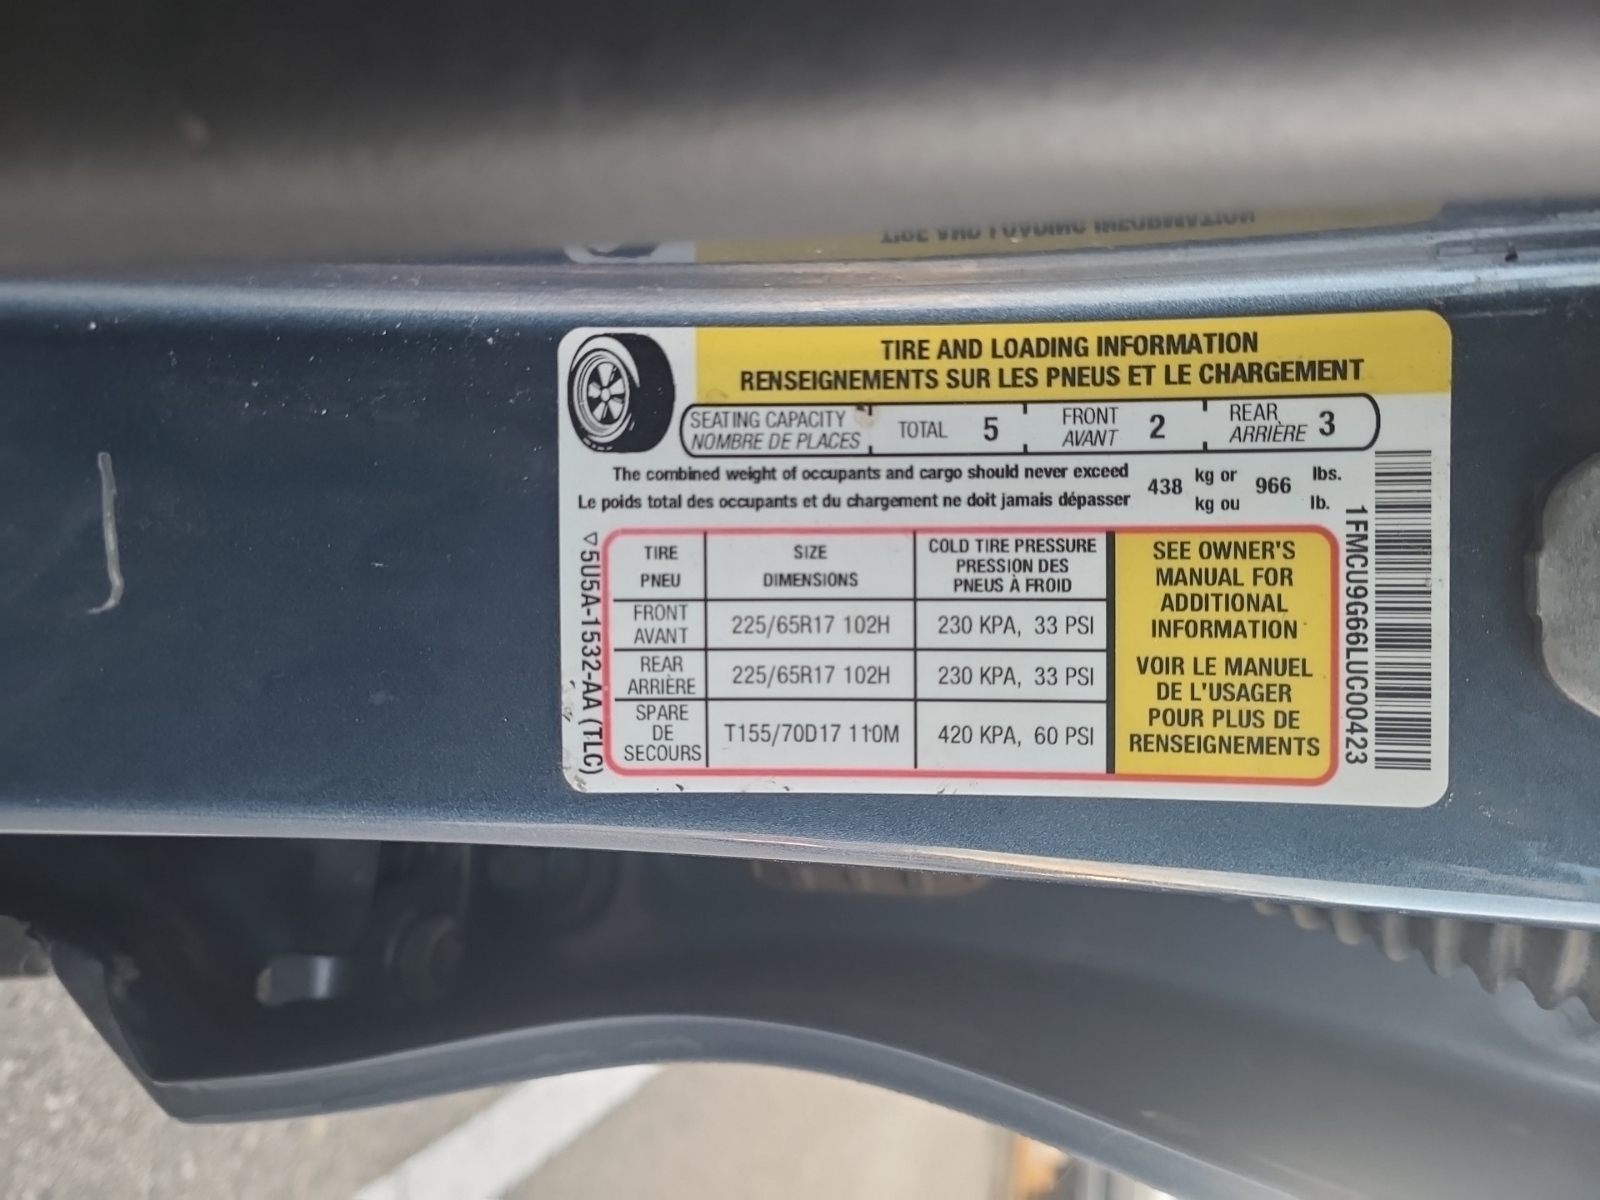 TIRE AND LOADING INFORMATION
RENSEIGNEMENTS SUR LES PNEUS ET LE CHARGEMENT
SEATING CAPACITY TOTAL 5 FRONT 2 REAR 3
NOMBRE DE PLACES AVANT ARRIÈRE
The combined weight of occupants and cargo should never exceed 438 kg or 966 lbs.
Le poids total des occupants et du chargement ne doit jamais dépasser kg ou lb.
TIRE SIZE COLD TIRE PRESSURE
PNEU DIMENSIONS PRESSION DES
PNEUS À FROID
FRONT
AVANT 225/65R17 102H 230 KPA, 33 PSI
REAR
ARRIÈRE 225/65R17 102H 230 KPA, 33 PSI
SPARE
DE
SECOURS T155/70D17 110M 420 KPA, 60 PSI
SEE OWNER'S
MANUAL FOR
ADDITIONAL
INFORMATION
VOIR LE MANUEL
DE L'USAGER
POUR PLUS DE
RENSEIGNEMENTS
5U5A-1532-AA (TLC)
1FMCU9G66LUC00423
TIRE AND LOADING INFORMATION